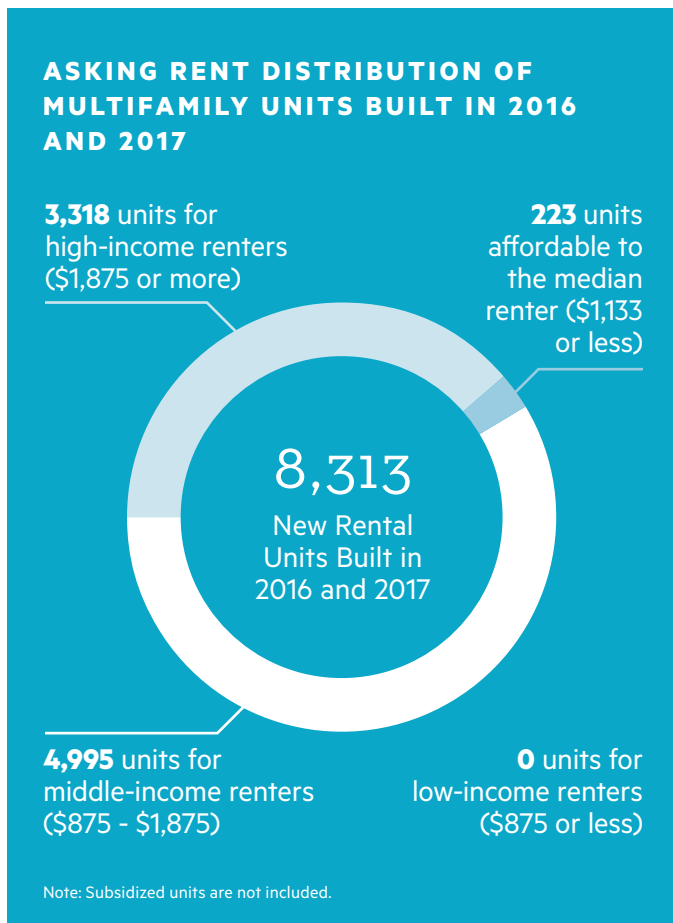 ASKING RENT DISTRIBUTION OF
MULTIFAMILY UNITS BUILT IN 2016
AND 2017
3,318 units for
high-income renters
($1,875 or more)
223 units
affordable to
the median
renter ($1,133
or less)
8,313
New Rental
Units Built in
2016 and 2017
4,995 units for
middle-income renters
($875 - $1,875)
0 units for
low-income renters
($875 or less)
Note: Subsidized units are not included.